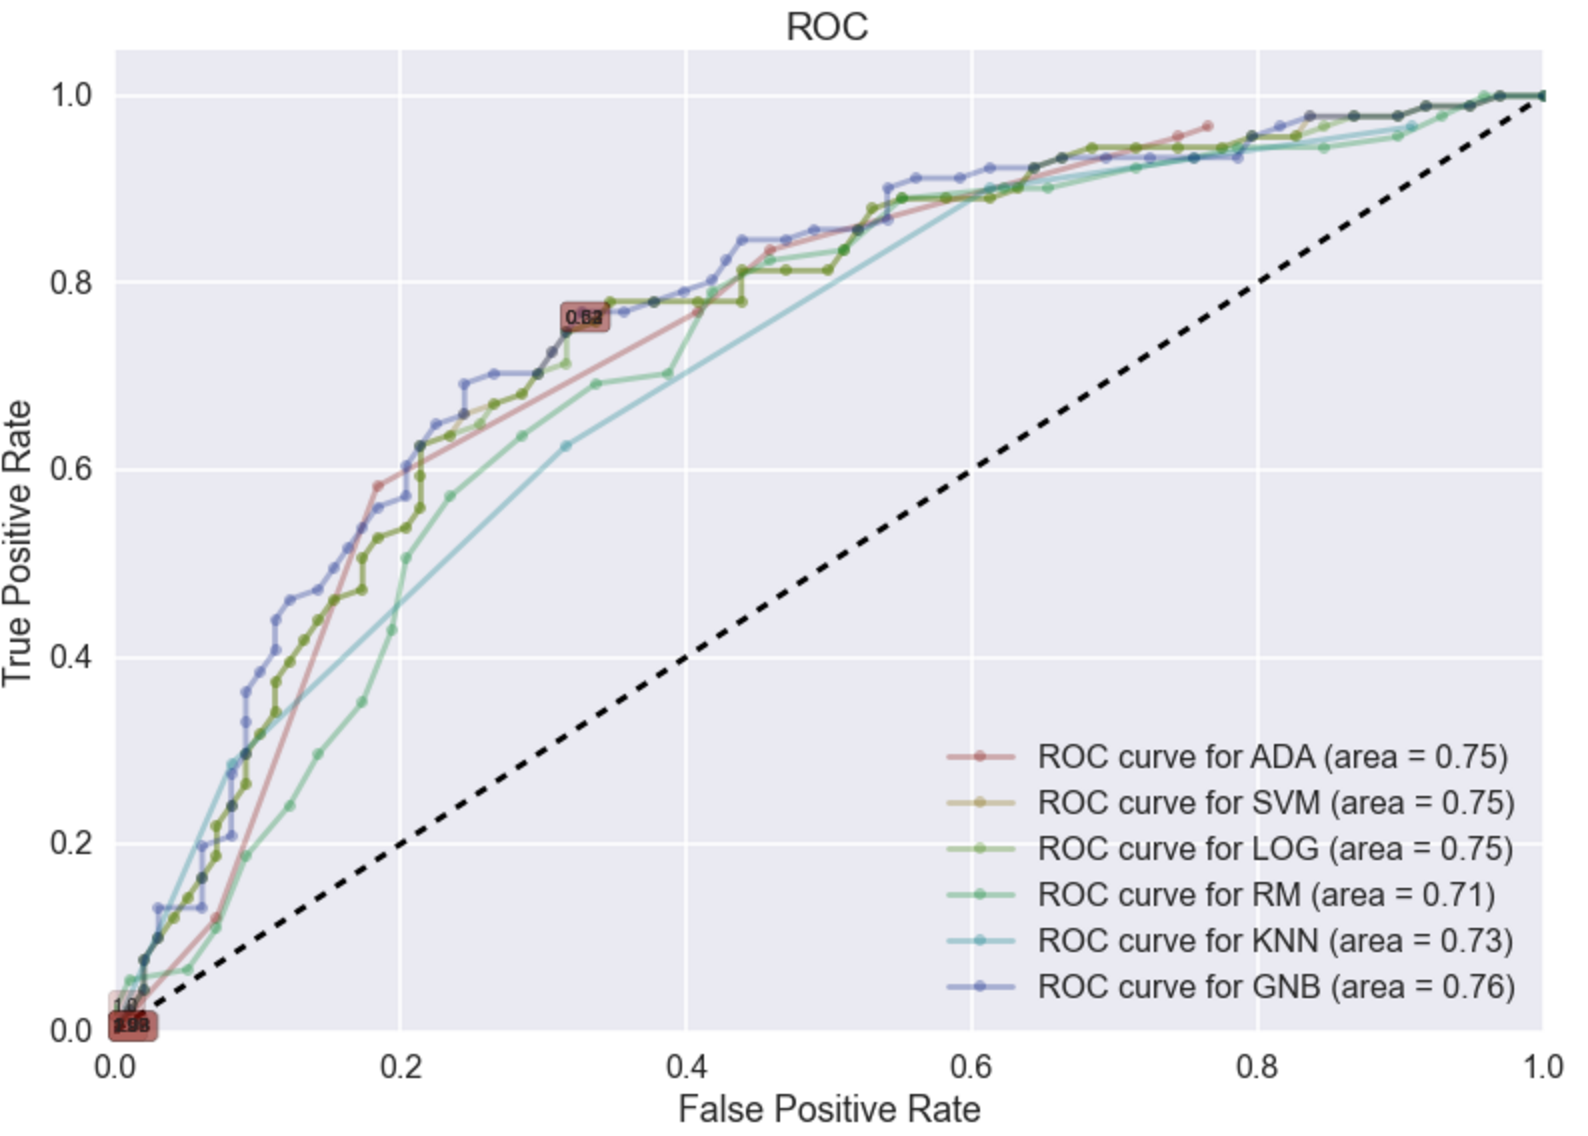 ROC
1.0
0.8
0.6
0.4
0.2
0.0
True Positive Rate
ROC curve for ADA (area = 0.75)
ROC curve for SVM (area = 0.75)
ROC curve for LOG (area = 0.75)
ROC curve for RM (area = 0.71)
ROC curve for KNN (area = 0.73)
ROC curve for GNB (area = 0.76)
0.0 0.2 0.4 0.6 0.8 1.0
False Positive Rate